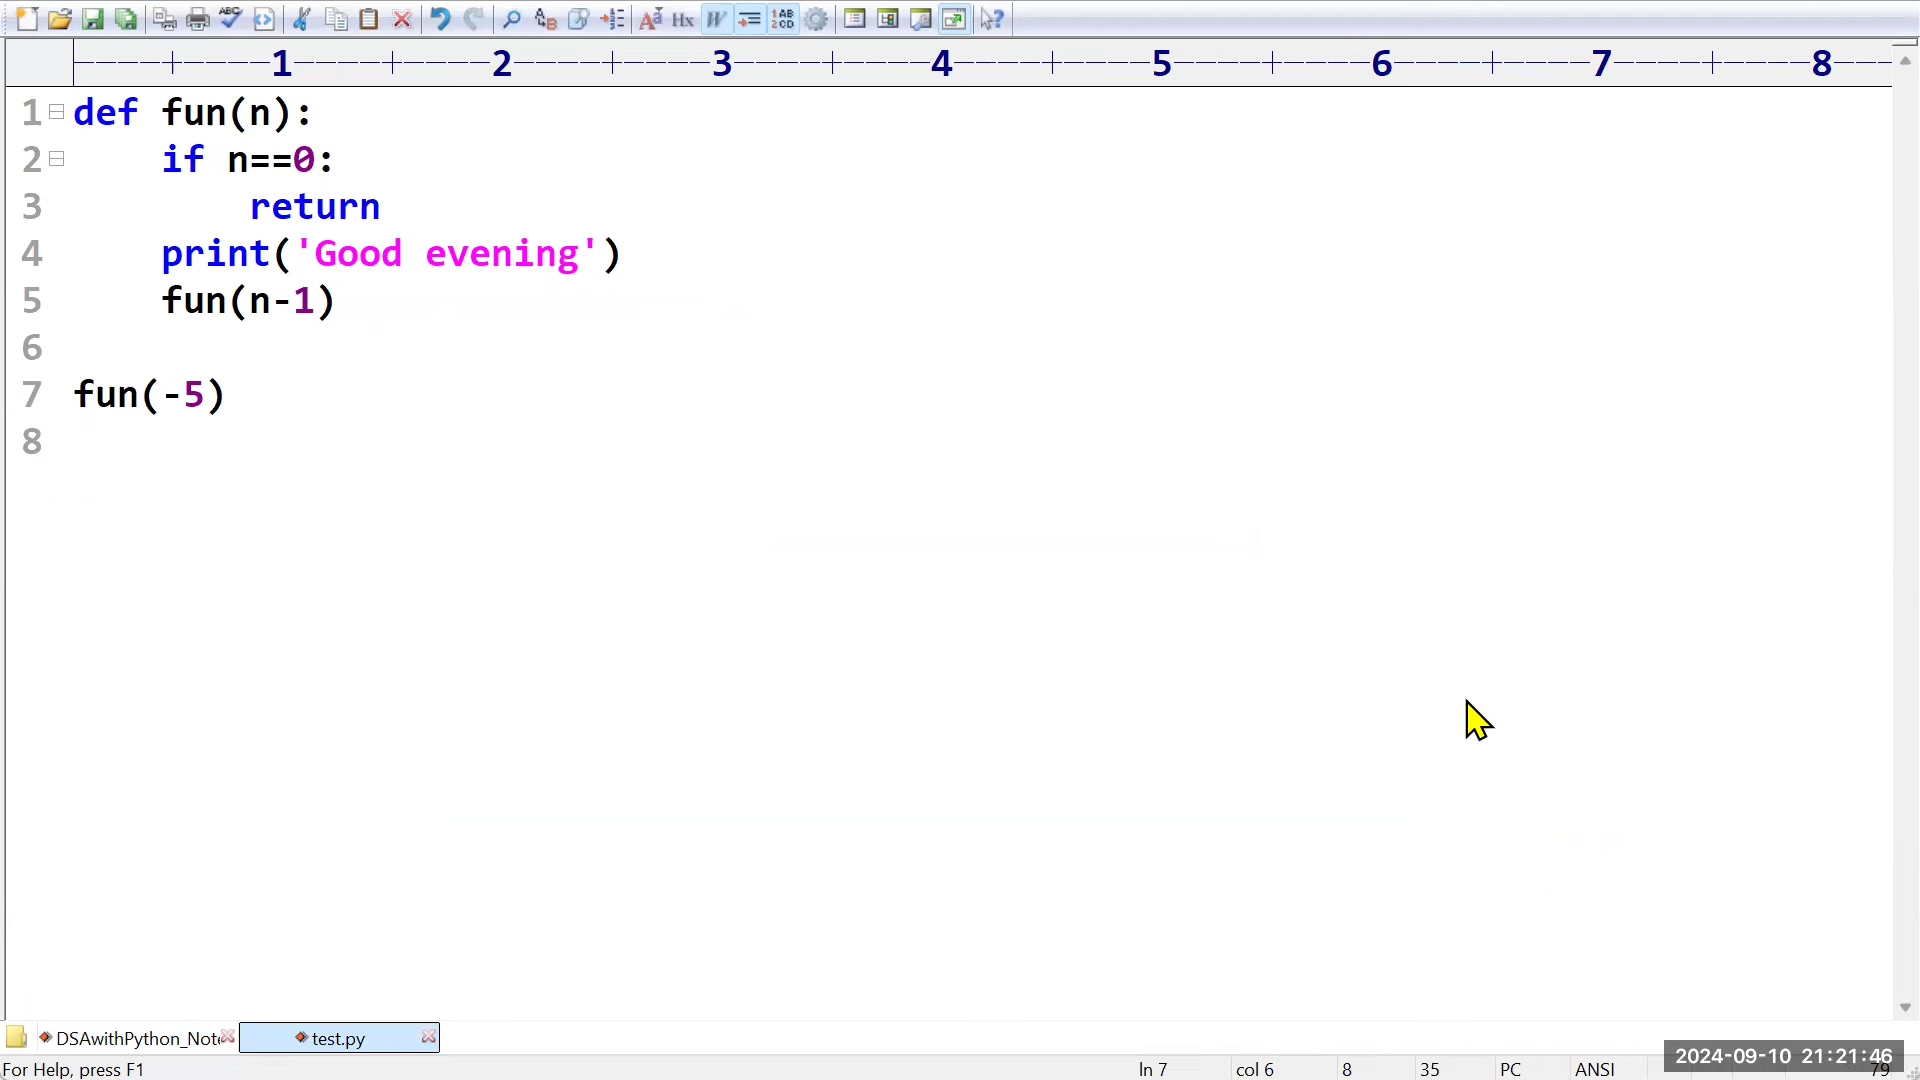 Hx W
1 2 3 4 5 6 7 8
1 def fun(n):
2     if n==0:
3         return
4     print('Good evening')
5     fun(n-1)
6
7 fun(-5)
8
DSAwithPython_Not test.py
For Help, press F1 ln 7 col 6 8 35 PC ANSI 79
2024-09-10 21:21:46